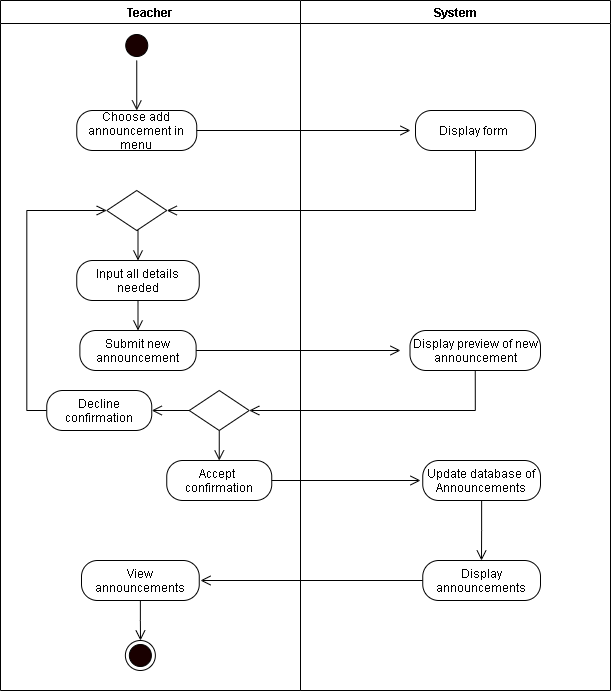 Teacher
System
Choose add
announcement in
menu
Display form
Input all details
needed
Submit new
announcement
Display preview of new
announcement
Decline
confirmation
Accept
confirmation
Update database of
Announcements
View
announcements
Display
announcements